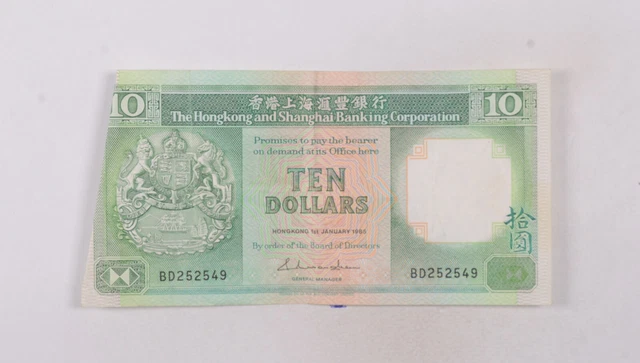 10 香港上海滙豐銀行 10
The Hongkong and Shanghai Banking Corporation
Promises to pay the bearer
on demand at its Office here
TEN
DOLLARS
拾圓
HONGKONG 1st JANUARY 1985
By order of the Board of Directors
GENERAL MANAGER
BD252549 BD252549